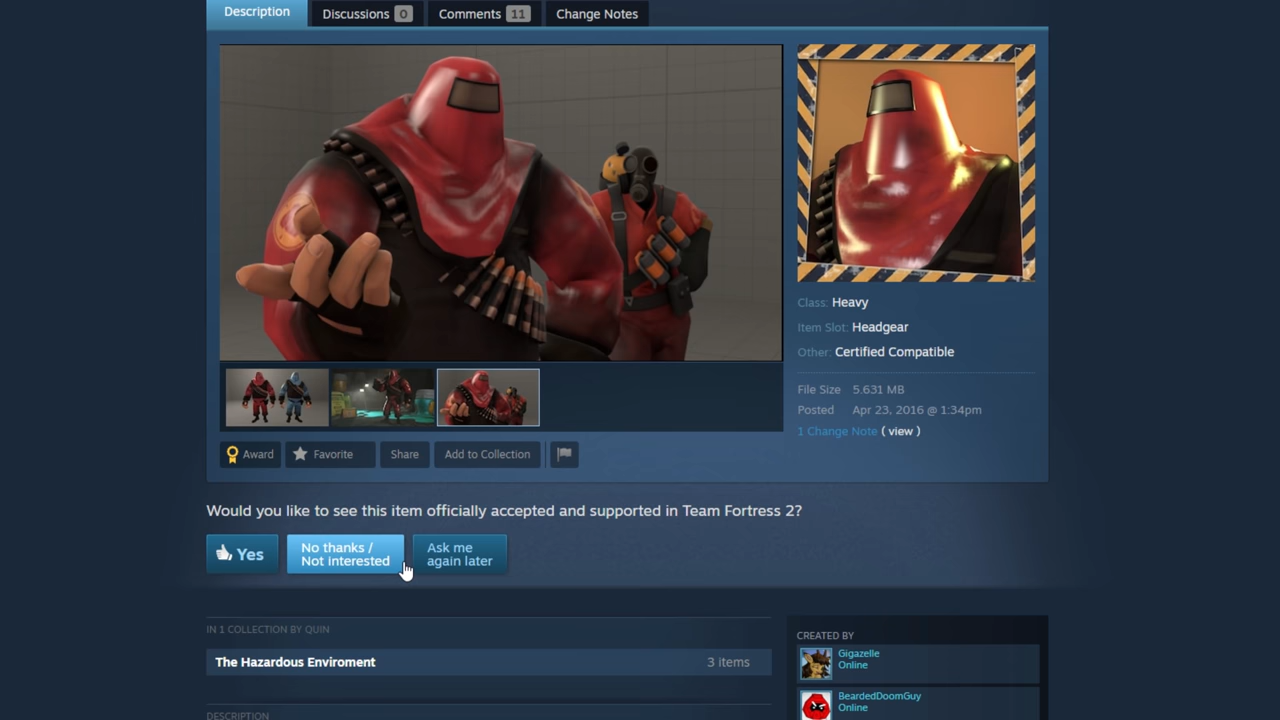 Description
Discussions 0
Comments 11
Change Notes
Class: Heavy
Item Slot: Headgear
Other: Certified Compatible
File Size 5.631 MB
Posted Apr 23, 2016 @ 1:34pm
1 Change Note ( view )
Award
Favorite
Share
Add to Collection
Would you like to see this item officially accepted and supported in Team Fortress 2?
Yes
No thanks /
Not interested
Ask me
again later
IN 1 COLLECTION BY QUIN
The Hazardous Enviroment
3 items
DESCRIPTION
CREATED BY
Gigazelle
Online
BeardedDoomGuy
Online